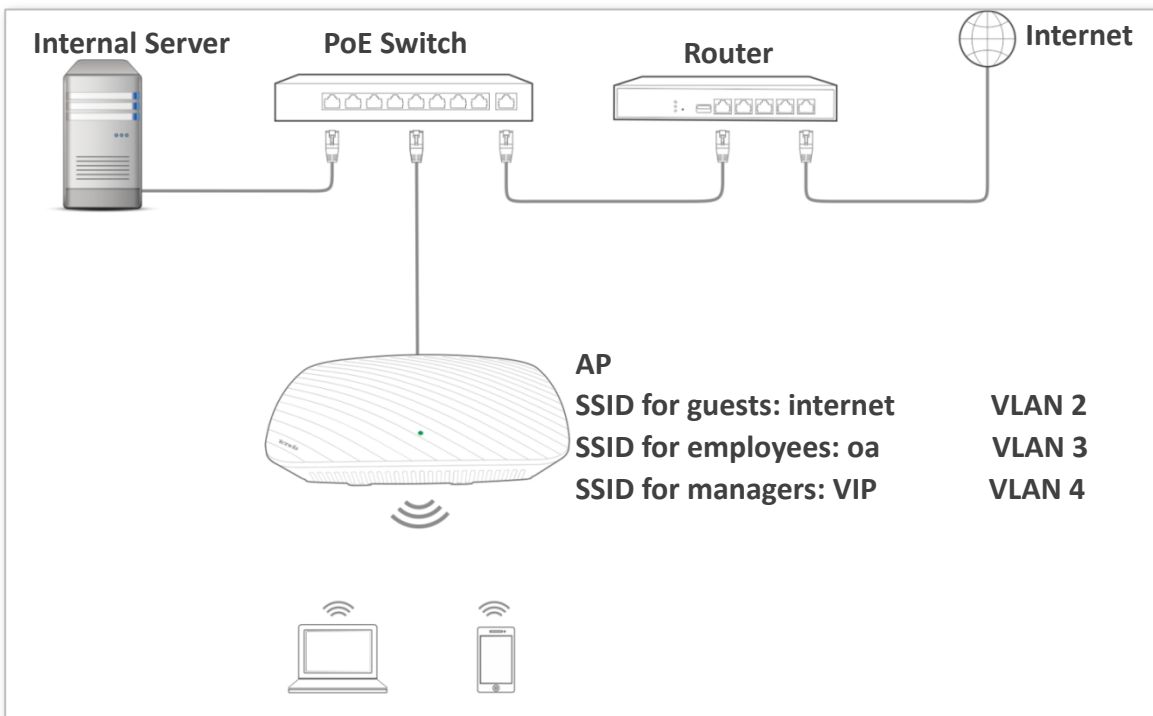 Internal Server
PoE Switch
Router
Internet
AP
SSID for guests: internet VLAN 2
SSID for employees: oa VLAN 3
SSID for managers: VIP VLAN 4